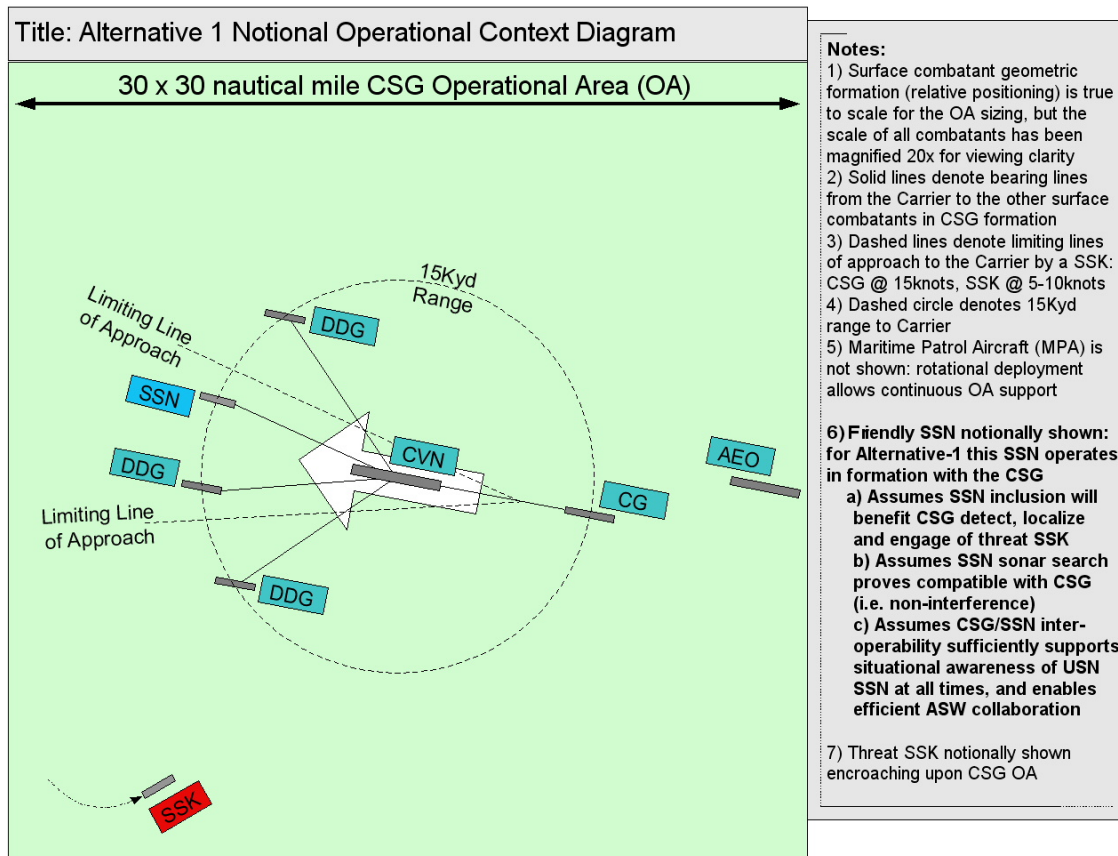 Title: Alternative 1 Notional Operational Context Diagram
30 x 30 nautical mile CSG Operational Area (OA)
15Kyd
Range
Limiting Line
of Approach
DDG
SSN
CVN
DDG
AEO
CG
Limiting Line
of Approach
DDG
SSK
Notes:
1) Surface combatant geometric
formation (relative positioning) is true
to scale for the OA sizing, but the
scale of all combatants has been
magnified 20x for viewing clarity
2) Solid lines denote bearing lines
from the Carrier to the other surface
combatants in CSG formation
3) Dashed lines denote limiting lines
of approach to the Carrier by a SSK:
CSG @ 15knots, SSK @ 5-10knots
4) Dashed circle denotes 15Kyd
range to Carrier
5) Maritime Patrol Aircraft (MPA) is
not shown: rotational deployment
allows continuous OA support
6) Friendly SSN notionally shown:
for Alternative-1 this SSN operates
in formation with the CSG
a) Assumes SSN inclusion will
benefit CSG detect, localize
and engage of threat SSK
b) Assumes SSN sonar search
proves compatible with CSG
(i.e. non-interference)
c) Assumes CSG/SSN inter-
operability sufficiently supports
situational awareness of USN
SSN at all times, and enables
efficient ASW collaboration
7) Threat SSK notionally shown
encroaching upon CSG OA